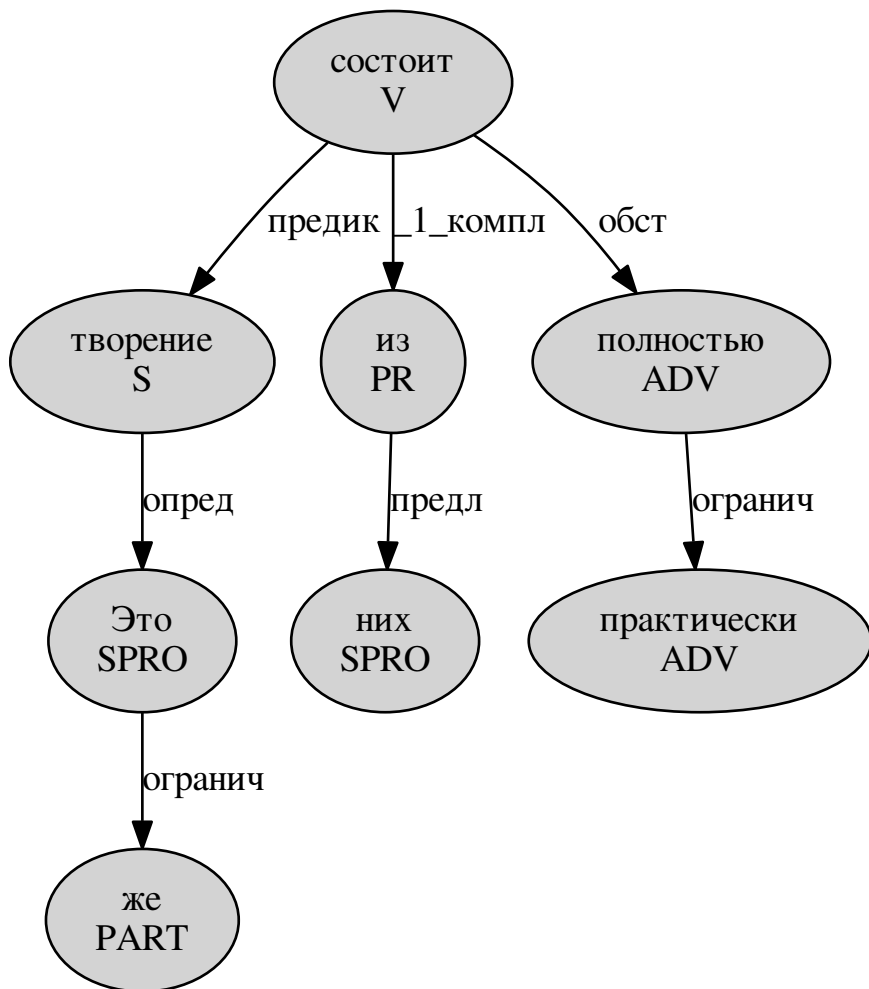 состоит
V
предик
_1_компл
обст
творение
S
из
PR
полностью
ADV
опред
предл
огранич
Это
SPRO
них
SPRO
практически
ADV
огранич
же
PART